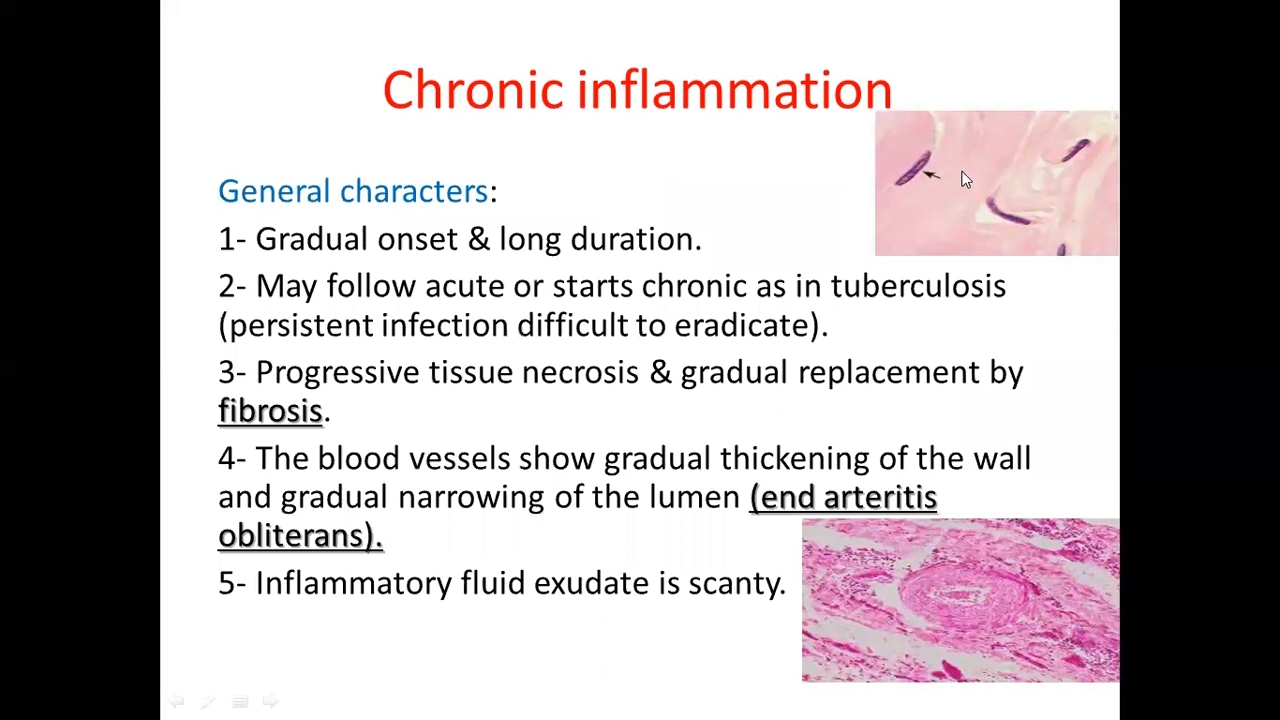 Chronic inflammation
General characters:
1- Gradual onset & long duration.
2- May follow acute or starts chronic as in tuberculosis
(persistent infection difficult to eradicate).
3- Progressive tissue necrosis & gradual replacement by
fibrosis.
4- The blood vessels show gradual thickening of the wall
and gradual narrowing of the lumen (end arteritis
obliterans).
5- Inflammatory fluid exudate is scanty.